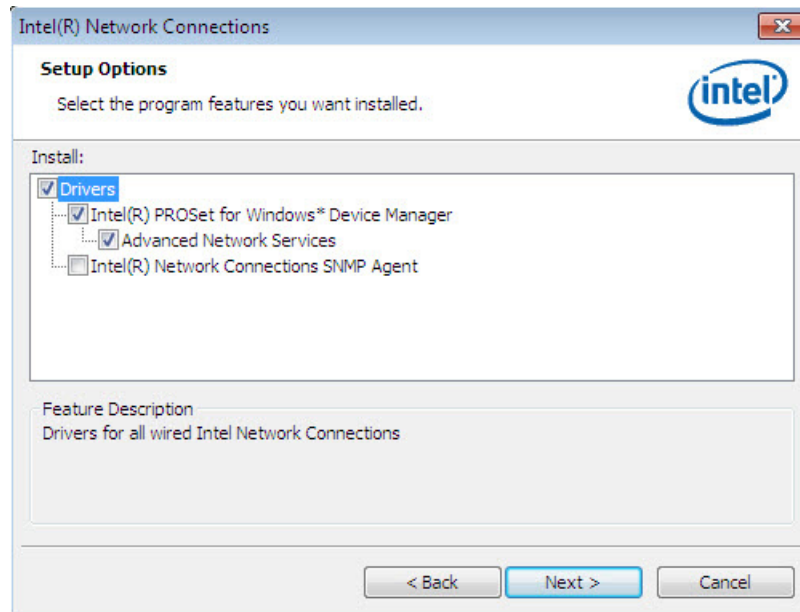 Intel(R) Network Connections
Setup Options
Select the program features you want installed.
intel
Install:
Drivers
Intel(R) PROSet for Windows* Device Manager
Advanced Network Services
Intel(R) Network Connections SNMP Agent
Feature Description
Drivers for all wired Intel Network Connections
< Back
Next >
Cancel